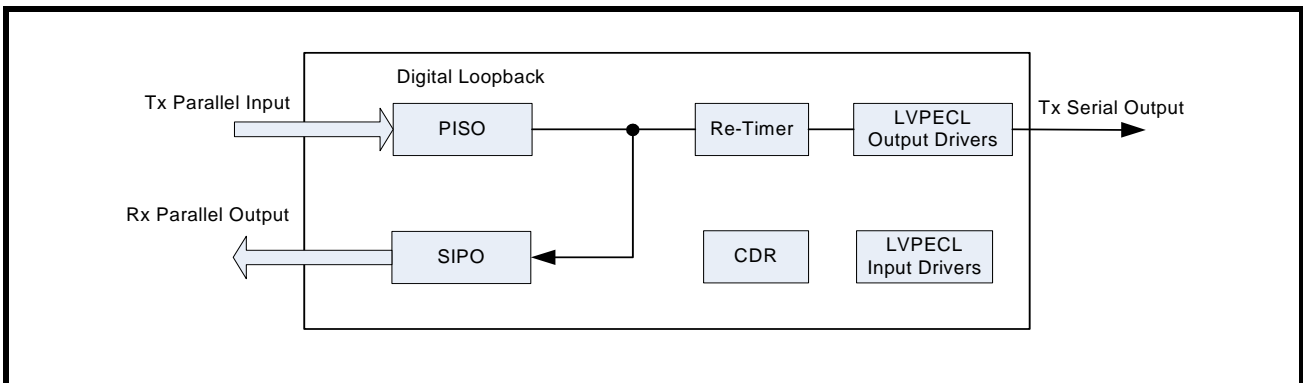 Digital Loopback
Tx Parallel Input
PISO
Re-Timer
LVPECL
Output Drivers
Tx Serial Output
Rx Parallel Output
SIPO
CDR
LVPECL
Input Drivers